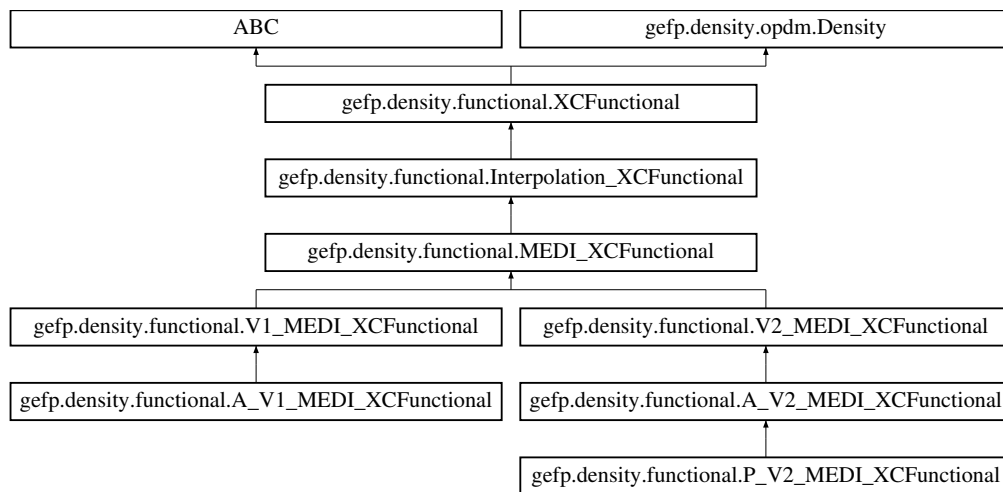 ABC
gefp.density.opdm.Density
gefp.density.functional.XCFunctional
gefp.density.functional.Interpolation_XCFunctional
gefp.density.functional.MEDI_XCFunctional
gefp.density.functional.V1_MEDI_XCFunctional
gefp.density.functional.V2_MEDI_XCFunctional
gefp.density.functional.A_V1_MEDI_XCFunctional
gefp.density.functional.A_V2_MEDI_XCFunctional
gefp.density.functional.P_V2_MEDI_XCFunctional